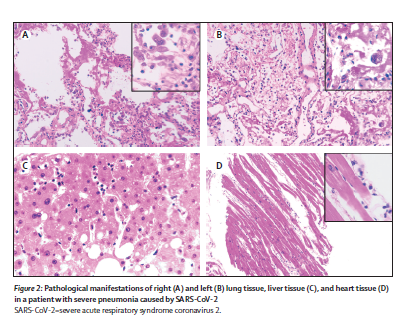 A
B
C
D
Figure 2: Pathological manifestations of right (A) and left (B) lung tissue, liver tissue (C), and heart tissue (D)
in a patient with severe pneumonia caused by SARS-CoV-2
SARS-CoV-2=severe acute respiratory syndrome coronavirus 2.